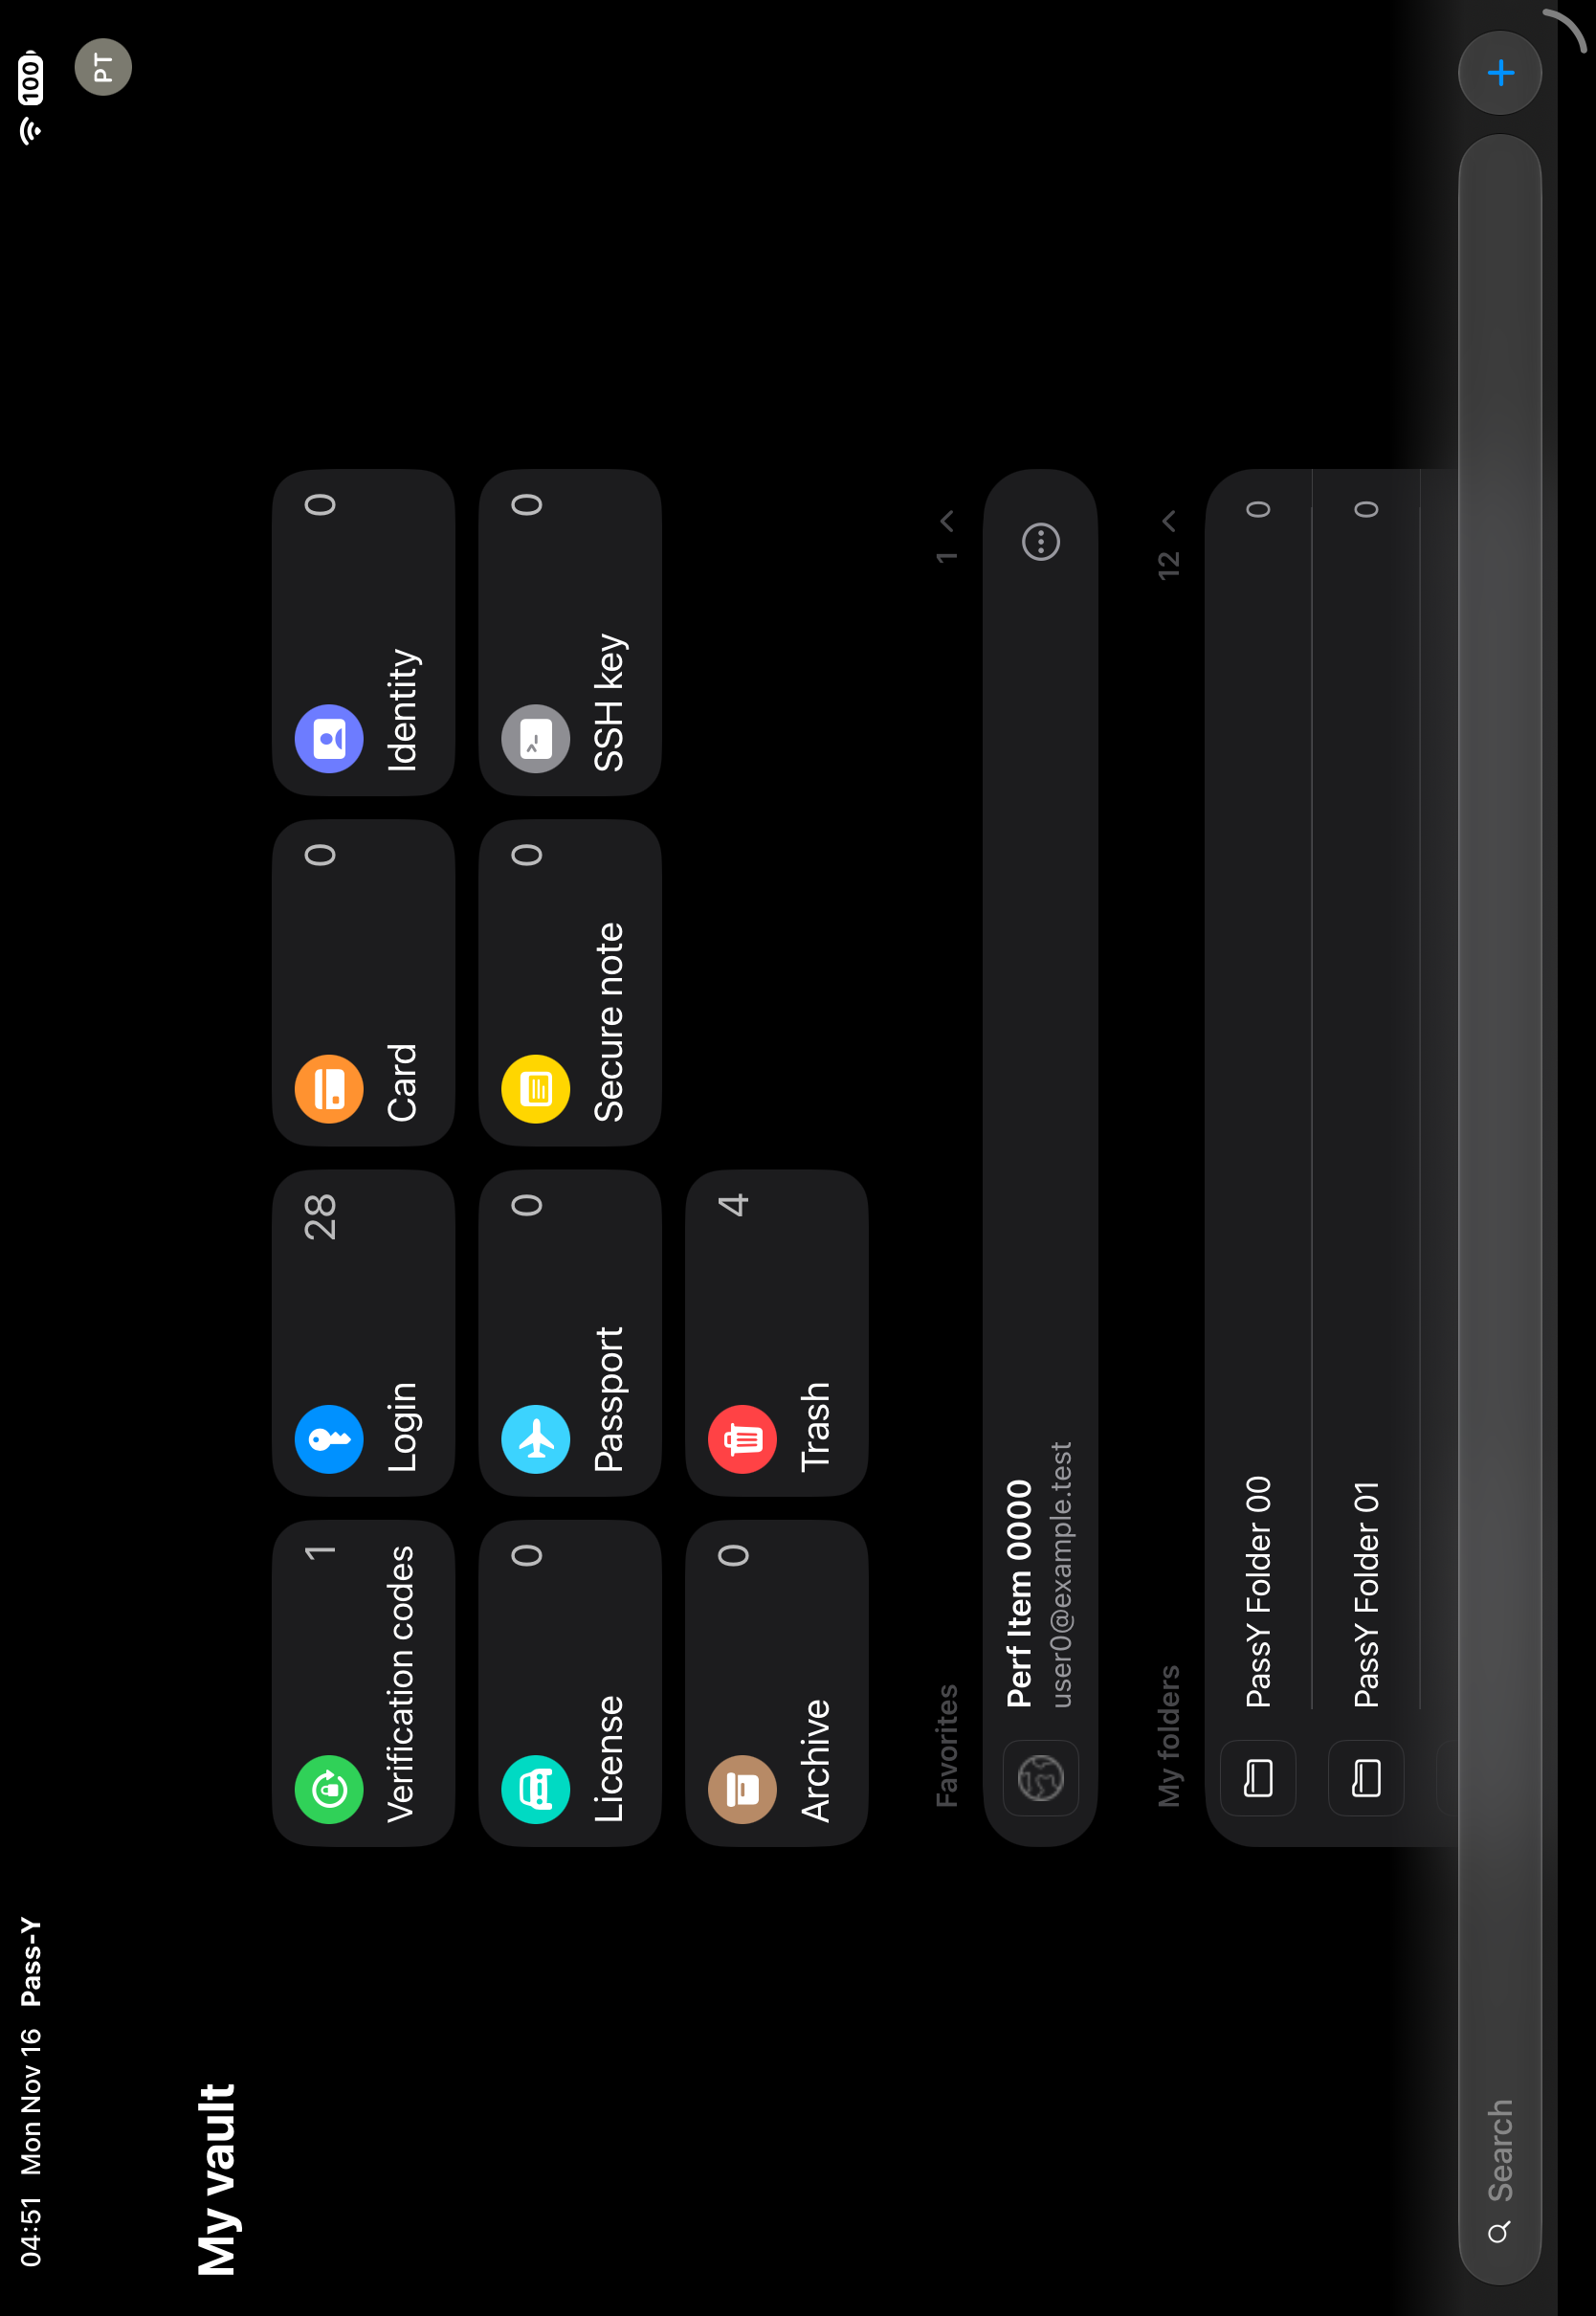 04:51 Mon Nov 16 Pass-Y
100
PT
My vault
1
Verification codes
28
Login
0
Card
0
Identity
0
License
0
Passport
0
Secure note
0
SSH key
0
Archive
4
Trash
Favorites 1
Perf Item 0000
user0@example.test
My folders 12
PassY Folder 00 0
PassY Folder 01 0
Search